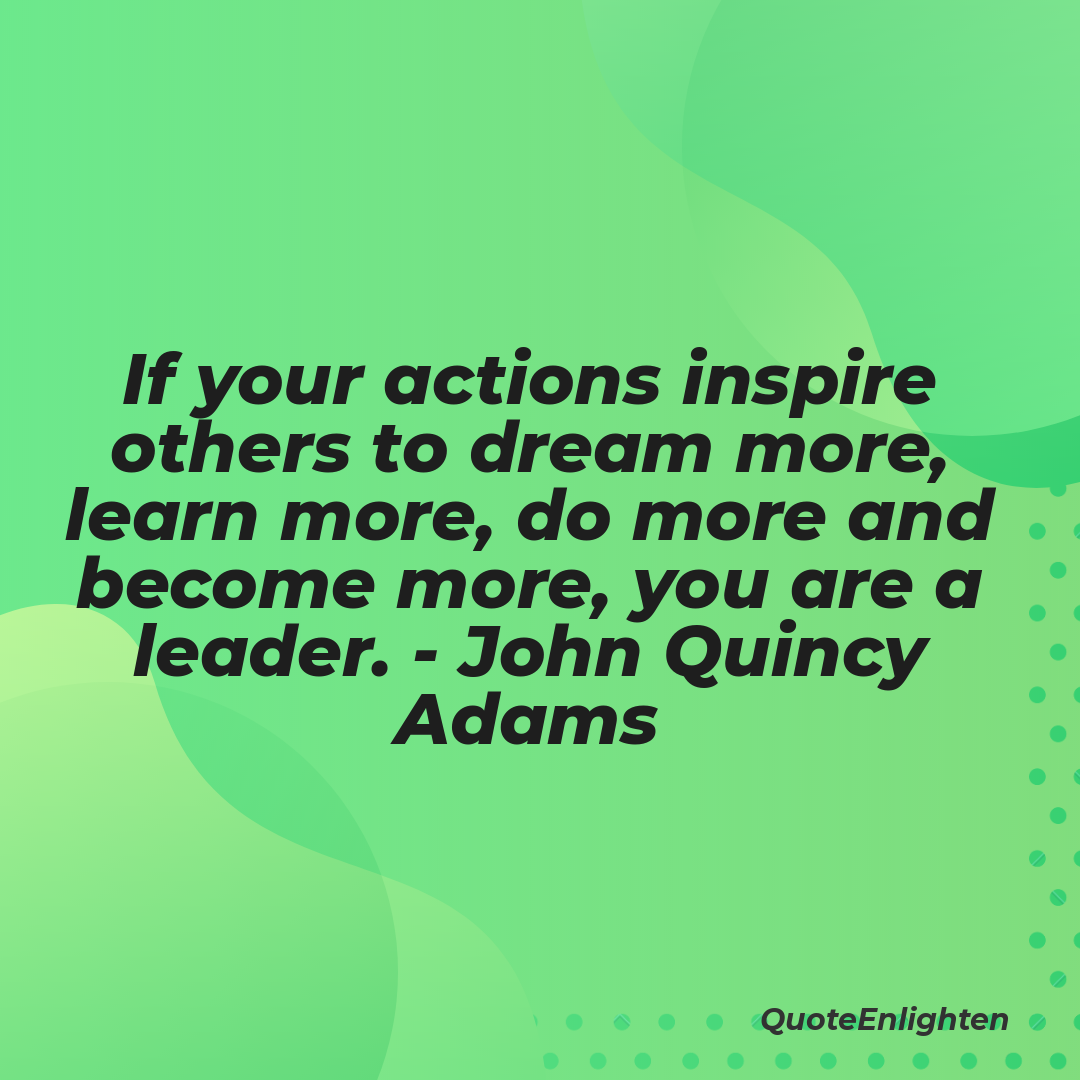 If your actions inspire
others to dream more,
learn more, do more and
become more, you are a
leader. - John Quincy
Adams
QuoteEnlighten